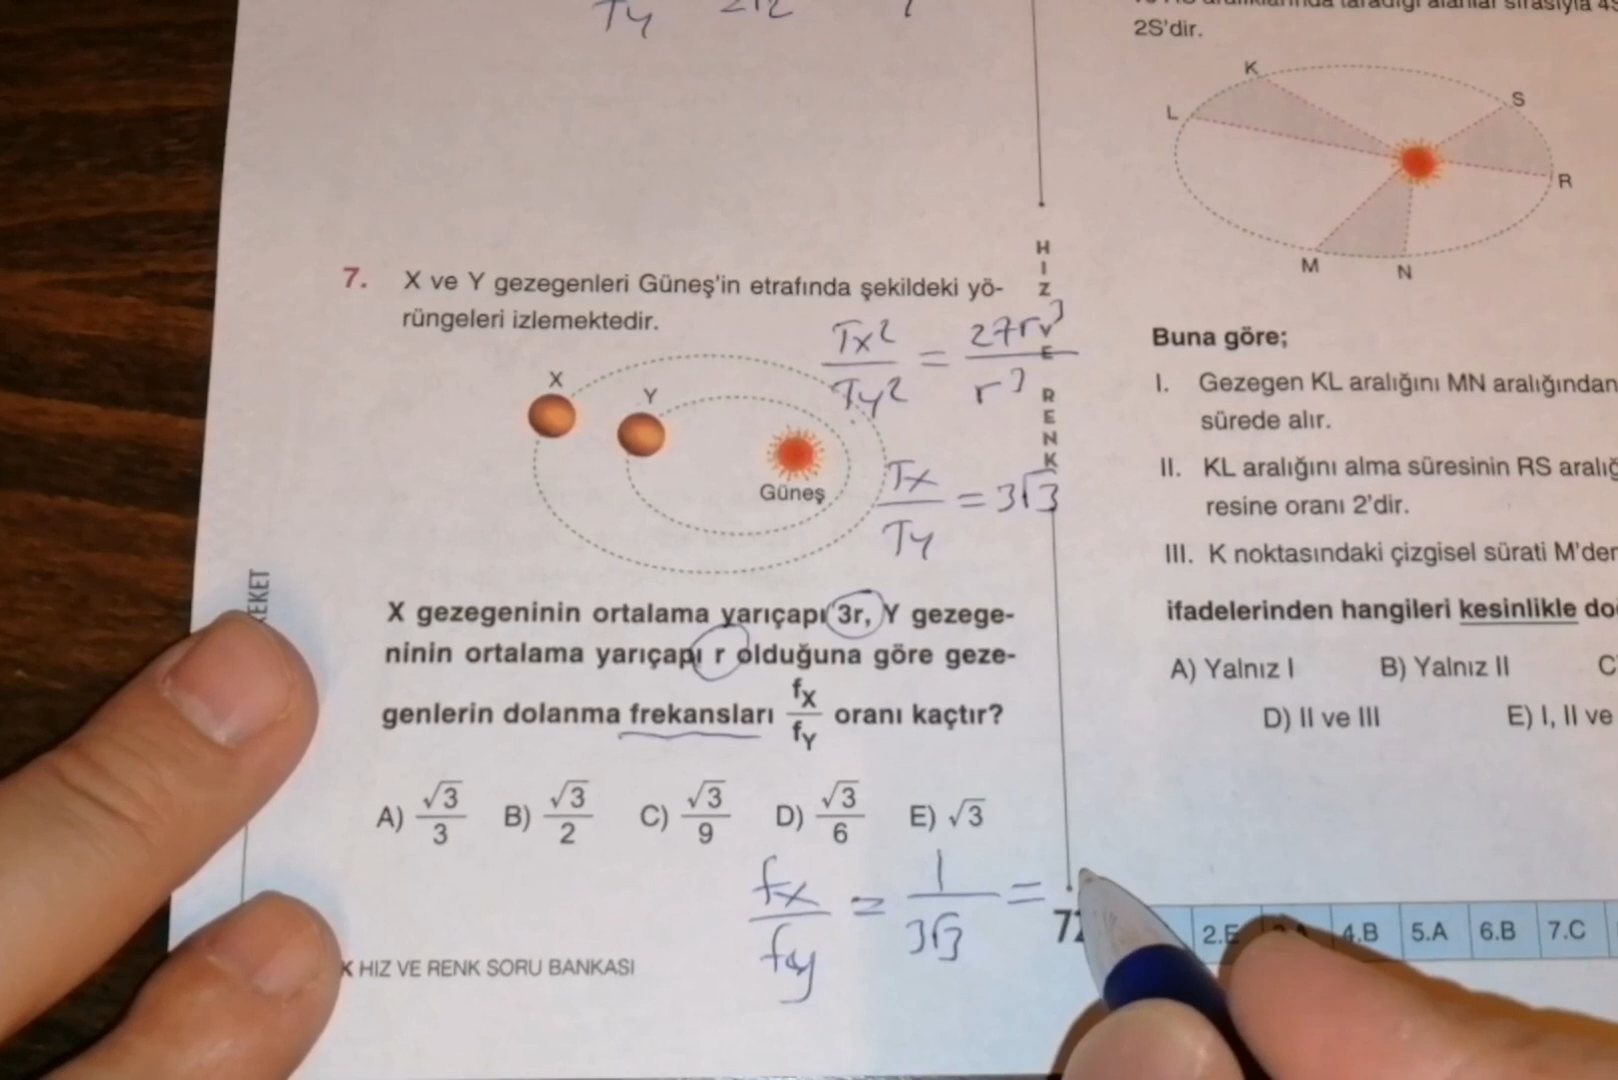 Ty
2S'dir.
K
L
S
R
M
N
7. X ve Y gezegenleri Güneş'in etrafında şekildeki yö-
rüngeleri izlemektedir.
X
Y
Güneş
Tx² / Ty² = 27r³ / r³
Tx / Ty = 3√3
X gezegeninin ortalama yarıçapı 3r, Y gezege-
ninin ortalama yarıçapı r olduğuna göre geze-
genlerin dolanma frekansları fX / fY oranı kaçtır?
A) √3 / 3 B) √3 / 2 C) √3 / 9 D) √3 / 6 E) √3
fx / fy = 1 / 3√3 =
K HIZ VE RENK SORU BANKASI
HIZ VE RENK
EKET
Buna göre;
I. Gezegen KL aralığını MN aralığından
sürede alır.
II. KL aralığını alma süresinin RS aralığ
resine oranı 2'dir.
III. K noktasındaki çizgisel sürati M'den
ifadelerinden hangileri kesinlikle do
A) Yalnız I B) Yalnız II C
D) II ve III E) I, II ve
2.E 4.B 5.A 6.B 7.C